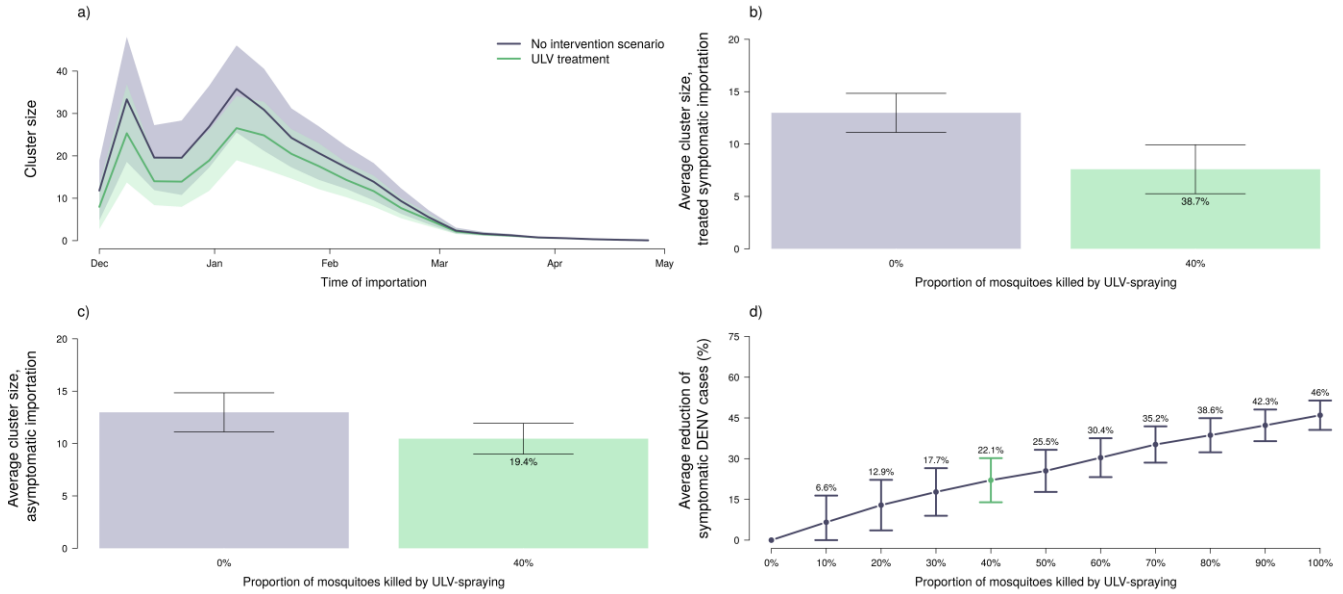 a)
No intervention scenario
ULV treatment
Cluster size
40
30
20
10
0
Dec
Jan
Feb
Mar
Apr
May
Time of importation
b)
Average cluster size,
treated symptomatic importation
20
15
10
5
0
38.7%
0%
40%
Proportion of mosquitoes killed by ULV-spraying
c)
Average cluster size,
asymptomatic importation
20
15
10
5
0
19.4%
0%
40%
Proportion of mosquitoes killed by ULV-spraying
d)
Average reduction of
symptomatic DENV cases (%)
75
60
45
30
15
0
6.6%
12.9%
17.7%
22.1%
25.5%
30.4%
35.2%
38.6%
42.3%
46%
0%
10%
20%
30%
40%
50%
60%
70%
80%
90%
100%
Proportion of mosquitoes killed by ULV-spraying